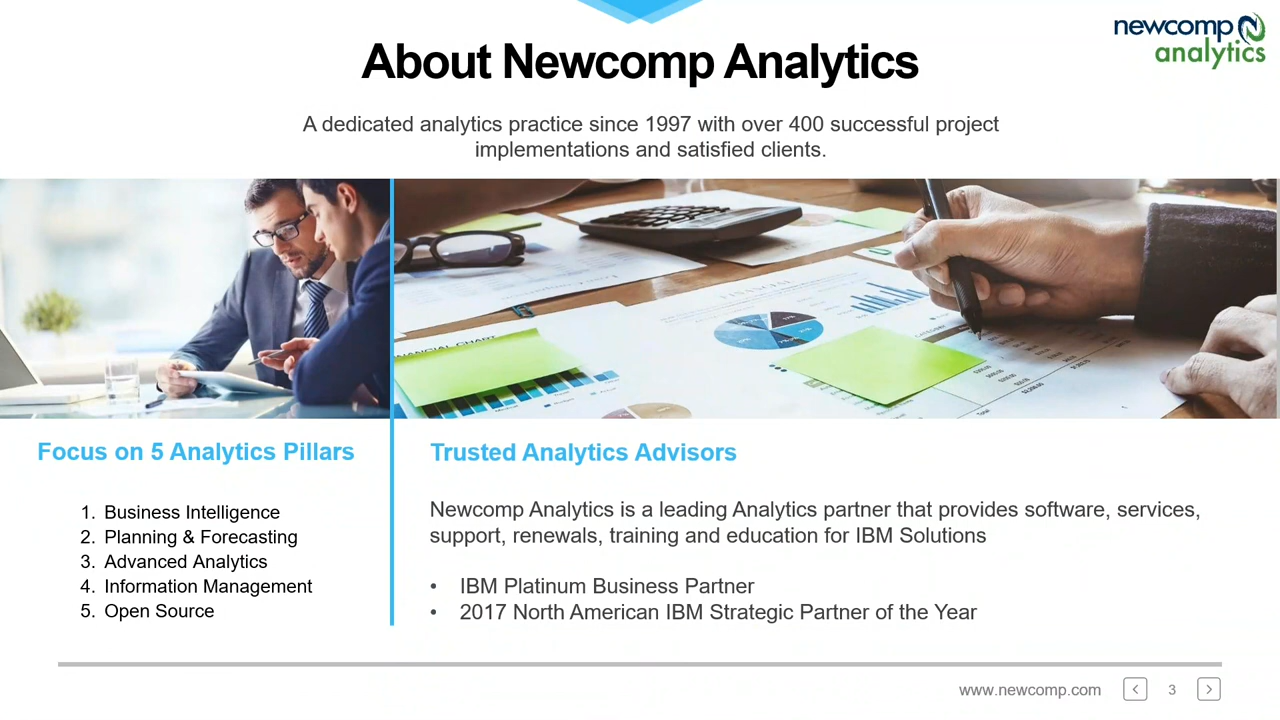 newcomp
analytics
About Newcomp Analytics
A dedicated analytics practice since 1997 with over 400 successful project
implementations and satisfied clients.
FINANCIAL CHART
Focus on 5 Analytics Pillars
1. Business Intelligence
2. Planning & Forecasting
3. Advanced Analytics
4. Information Management
5. Open Source
Trusted Analytics Advisors
Newcomp Analytics is a leading Analytics partner that provides software, services,
support, renewals, training and education for IBM Solutions
• IBM Platinum Business Partner
• 2017 North American IBM Strategic Partner of the Year
www.newcomp.com
3